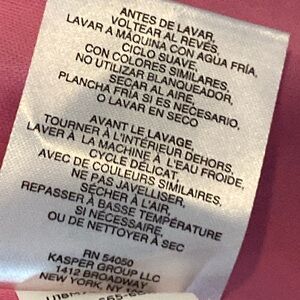 ANTES DE LAVAR,
VOLTEAR AL REVÉS,
LAVAR A MÁQUINA CON AGUA FRÍA,
CICLO SUAVE,
CON COLORES SIMILARES,
NO UTILIZAR BLANQUEADOR,
SECAR AL AIRE,
PLANCHA FRÍA SI ES NECESARIO,
O LAVAR EN SECO
AVANT LE LAVAGE,
TOURNER À L'INTÉRIEUR DEHORS,
LAVER À LA MACHINE À L'EAU FROIDE,
CYCLE DÉLICAT,
AVEC DE COULEURS SIMILAIRES,
NE PAS JAVELLISER,
SÉCHER À L'AIR,
REPASSER À BASSE TEMPÉRATURE
SI NÉCESSAIRE,
OU DE NETTOYER À SEC
RN 54050
KASPER GROUP LLC
1412 BROADWAY
NEW YORK, NY